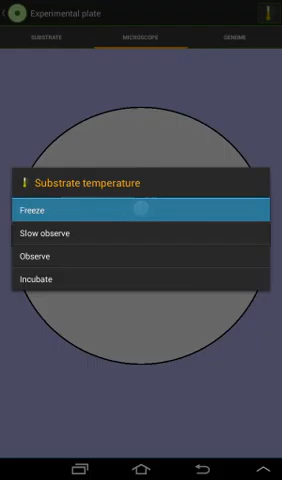 Experimental plate
SUBSTRATE
MICROSCOPE
GENOME
Substrate temperature
Freeze
Slow observe
Observe
Incubate